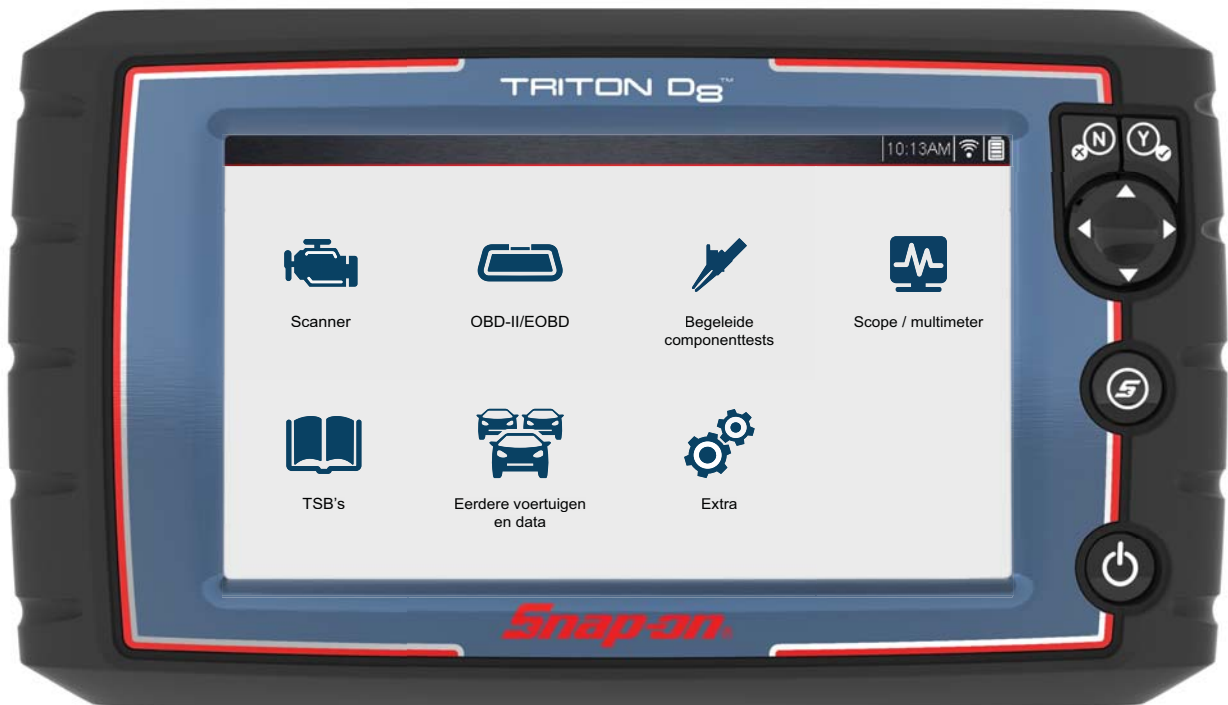 TRITON D8™
10:13AM
N Y
Scanner
OBD-II/EOBD
Begeleide
componenttests
Scope / multimeter
S
TSB's
Eerdere voertuigen
en data
Extra
Snap-on®